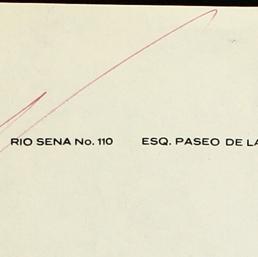 RIO SENA No. 110 ESQ. PASEO DE LA